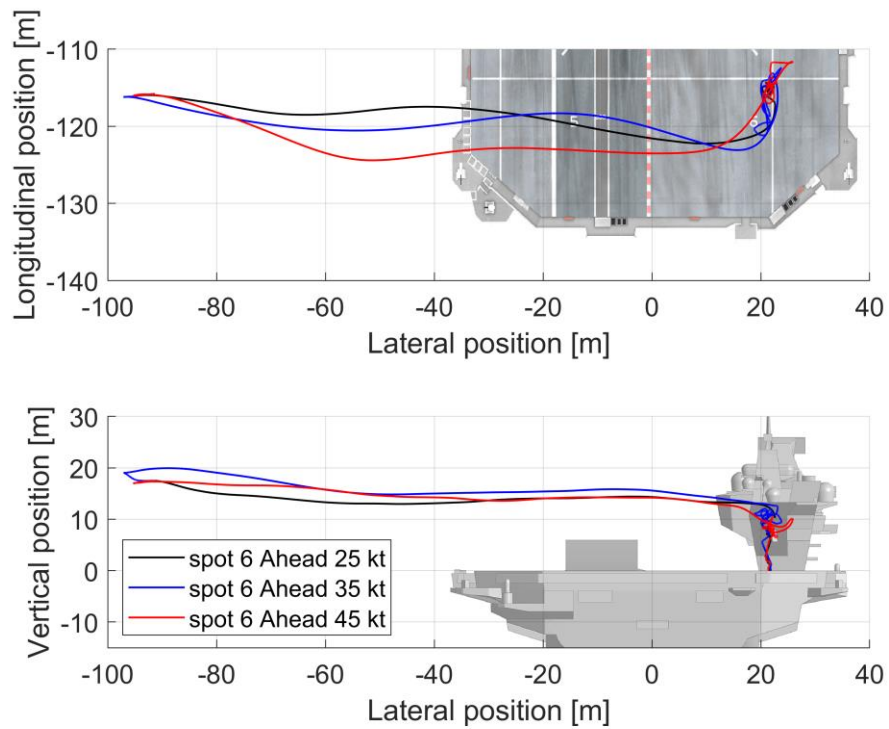 -110
-120
-130
-140
Longitudinal position [m]
5
6
-100 -80 -60 -40 -20 0 20 40
Lateral position [m]
30
20
10
0
-10
Vertical position [m]
spot 6 Ahead 25 kt
spot 6 Ahead 35 kt
spot 6 Ahead 45 kt
-100 -80 -60 -40 -20 0 20 40
Lateral position [m]